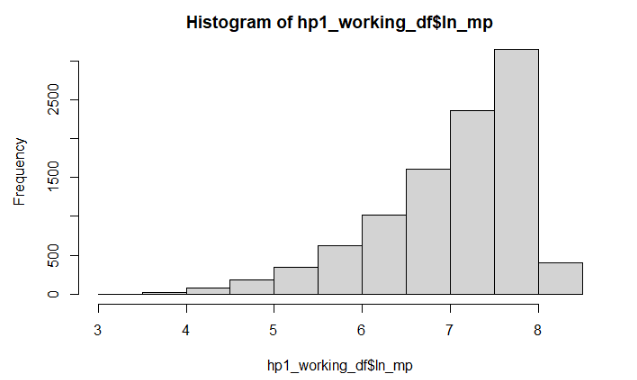 Histogram of hp1_working_df$ln_mp
Frequency
2500
1500
500
0
3 4 5 6 7 8
hp1_working_df$ln_mp